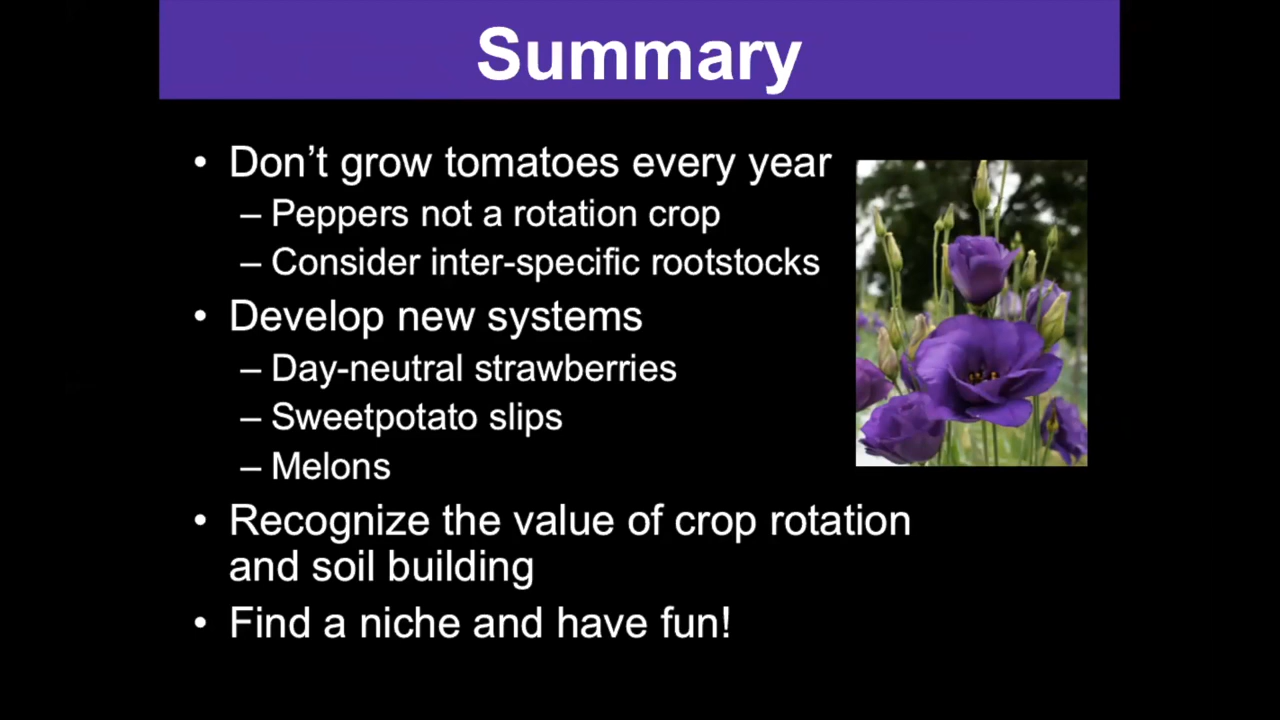 Summary
• Don’t grow tomatoes every year
– Peppers not a rotation crop
– Consider inter-specific rootstocks
• Develop new systems
– Day-neutral strawberries
– Sweetpotato slips
– Melons
• Recognize the value of crop rotation
and soil building
• Find a niche and have fun!